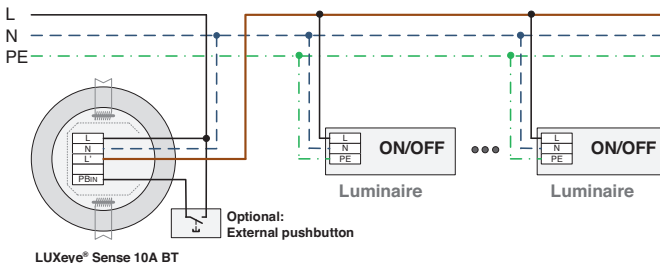 L
N
PE
L
N
L'
PBIN
L
N
PE
ON/OFF
L
N
PE
ON/OFF
Luminaire
Luminaire
Optional:
External pushbutton
LUXeye® Sense 10A BT